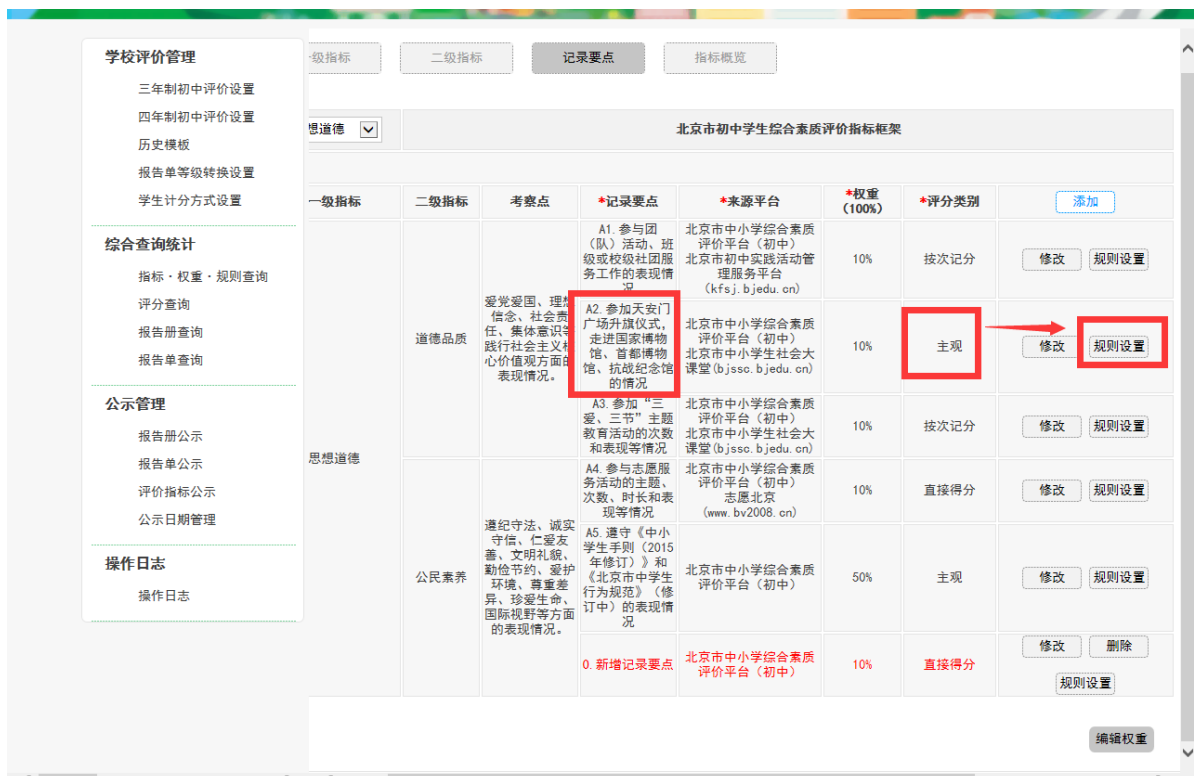 学校评价管理
三年制初中评价设置
四年制初中评价设置
历史模板
报告单等级转换设置
学生计分方式设置
综合查询统计
指标·权重·规则查询
评分查询
报告册查询
报告单查询
公示管理
报告册公示
报告单公示
评价指标公示
公示日期管理
操作日志
操作日志
级指标
二级指标
记录要点
指标概览
想道德
北京市初中学生综合素质评价指标框架
一级指标
二级指标
考察点
*记录要点
*来源平台
*权重
(100%)
*评分类别
添加
思想道德
道德品质
爱党爱国、理想
信念、社会责
任、集体意识等
践行社会主义核
心价值观方面的
表现情况。
A1.参与团
（队）活动、班
级或校级社团服
务工作的表现情
况
北京市中小学综合素质
评价平台（初中）
北京市初中实践活动管
理服务平台
(kfsj.bjedu.cn)
10%
按次记分
修改
规则设置
A2.参加天安门
广场升旗仪式，
走进国家博物
馆、首都博物
馆、抗战纪念馆
的情况
北京市中小学综合素质
评价平台（初中）
北京市中小学生社会大
课堂(bjssc.bjedu.cn)
10%
主观
修改
规则设置
A3.参加“三
爱、三节”主题
教育活动的次数
和表现等情况
北京市中小学综合素质
评价平台（初中）
北京市中小学生社会大
课堂(bjssc.bjedu.cn)
10%
按次记分
修改
规则设置
公民素养
遵纪守法、诚实
守信、仁爱友
善、文明礼貌、
勤俭节约、爱护
环境、尊重差
异、珍爱生命、
国际视野等方面
的表现情况。
A4.参与志愿服
务活动的主题、
次数、时长和表
现等情况
北京市中小学综合素质
评价平台（初中）
志愿北京
(www.bv2008.cn)
10%
直接得分
修改
规则设置
A5.遵守《中小
学生手则（2015
年修订）》和
《北京市中学生
行为规范》（修
订中）的表现情
况
北京市中小学综合素质
评价平台（初中）
50%
主观
修改
规则设置
0.新增记录要点
北京市中小学综合素质
评价平台（初中）
10%
直接得分
修改
删除
规则设置
编辑权重